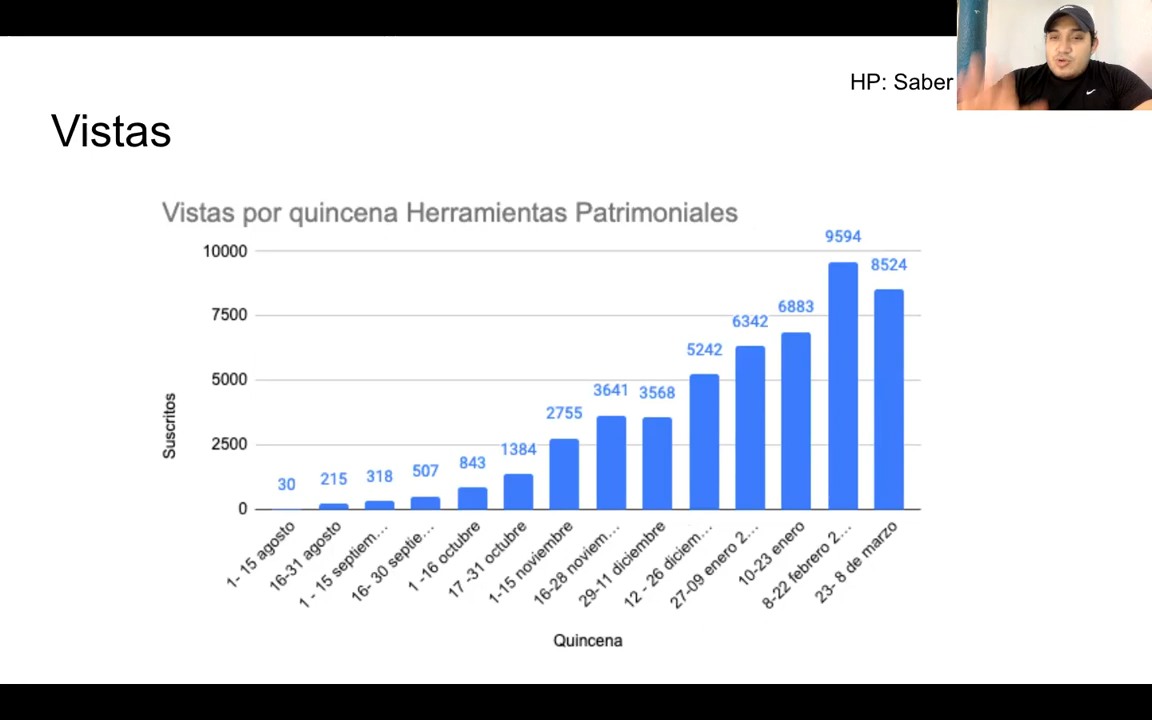 HP: Saber
Vistas
Vistas por quincena Herramientas Patrimoniales
10000
7500
5000
2500
0
Suscritos
30
215
318
507
843
1384
2755
3641
3568
5242
6342
6883
9594
8524
1- 15 agosto
16-31 agosto
1 - 15 septiem...
16- 30 septie...
1 -16 octubre
17 -31 octubre
1-15 noviembre
16-28 noviem...
29-11 diciembre
12 - 26 diciem...
27-09 enero 2...
10-23 enero
8-22 febrero 2...
23- 8 de marzo
Quincena